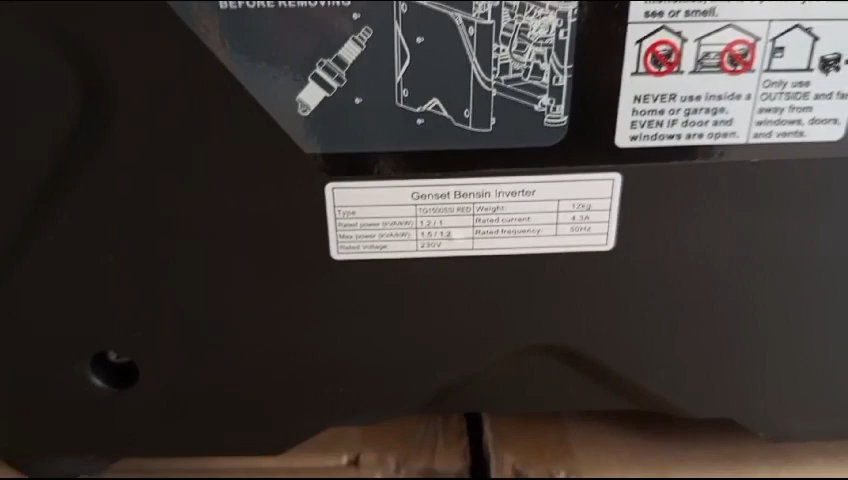 BEFORE REMOVING
see or smell.
NEVER use inside a
home or garage,
EVEN IF door and
windows are open.
Only use
OUTSIDE and far
away from
windows, doors,
and vents.
Genset Bensin Inverter
Type TG1500SSI RED Weight: 12kg
Rated power (kVA/kW) 1.2 / 1 Rated current: 4.3A
Max power (kVA/kW) 1.5 / 1.2 Rated frequency: 50Hz
Rated Voltage: 230V